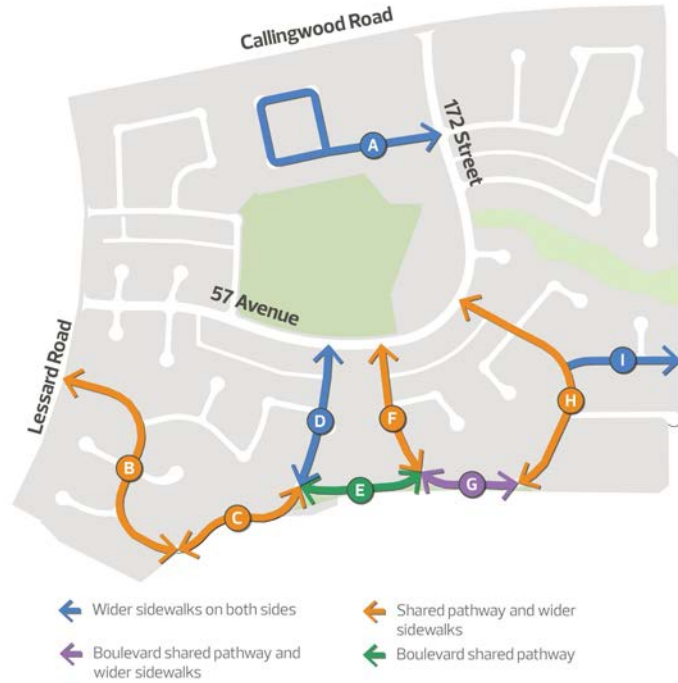 Callingwood Road
A
172 Street
57 Avenue
Lessard Road
I
H
D
F
B
E
G
C
Wider sidewalks on both sides
Boulevard shared pathway and
wider sidewalks
Shared pathway and wider
sidewalks
Boulevard shared pathway